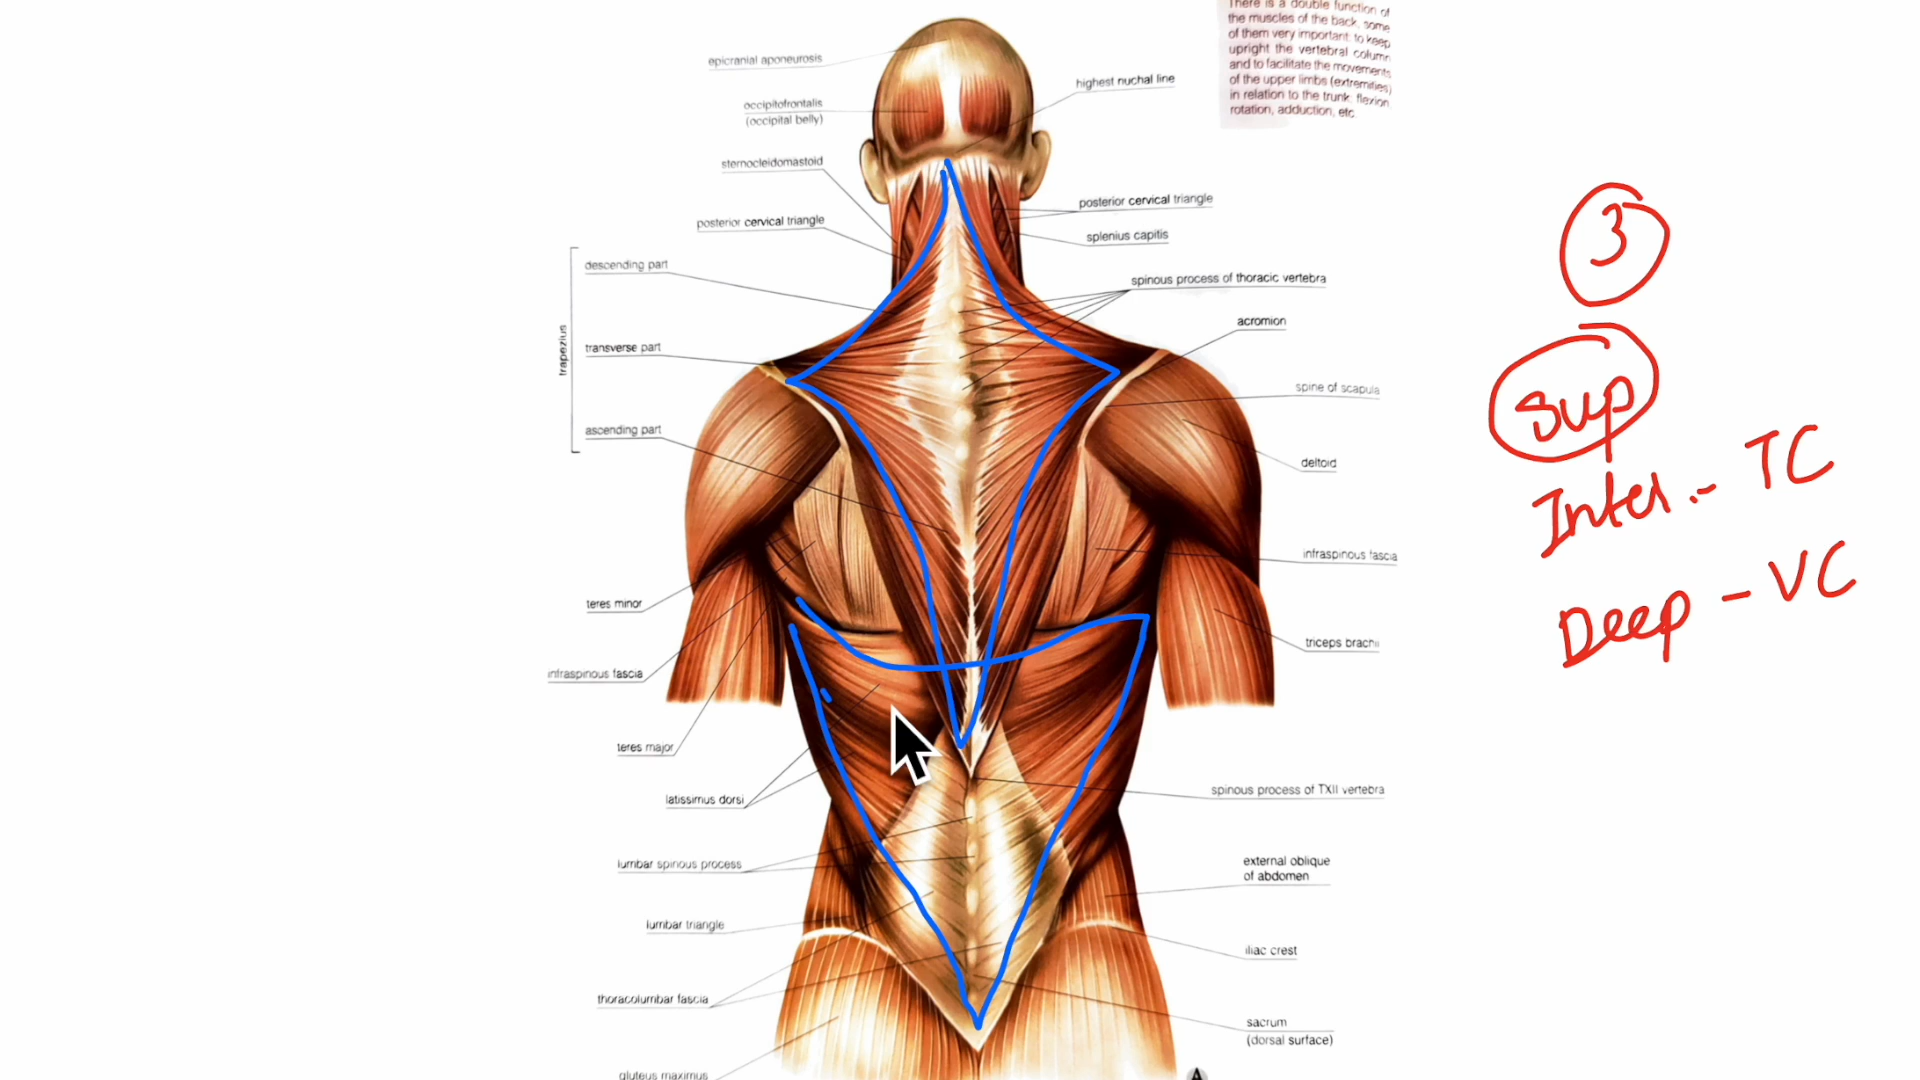 There is a double function of
the muscles of the back, some
of them very important: to keep
upright the vertebral column
and to facilitate the movements
of the upper limbs (extremities)
in relation to the trunk: flexion
rotation, adduction, etc.
epicranial aponeurosis
highest nuchal line
occipitofrontalis
(occipital belly)
sternocleidomastoid
posterior cervical triangle
posterior cervical triangle
splenius capitis
descending part
spinous process of thoracic vertebra
acromion
transverse part
trapezius
spine of scapula
ascending part
deltoid
infraspinous fascia
teres minor
triceps brachii
infraspinous fascia
teres major
latissimus dorsi
spinous process of TXII vertebra
lumbar spinous process
external oblique
of abdomen
lumbar triangle
iliac crest
thoracolumbar fascia
sacrum
(dorsal surface)
gluteus maximus
A
3
Sup
Inter :- TC
Deep - VC